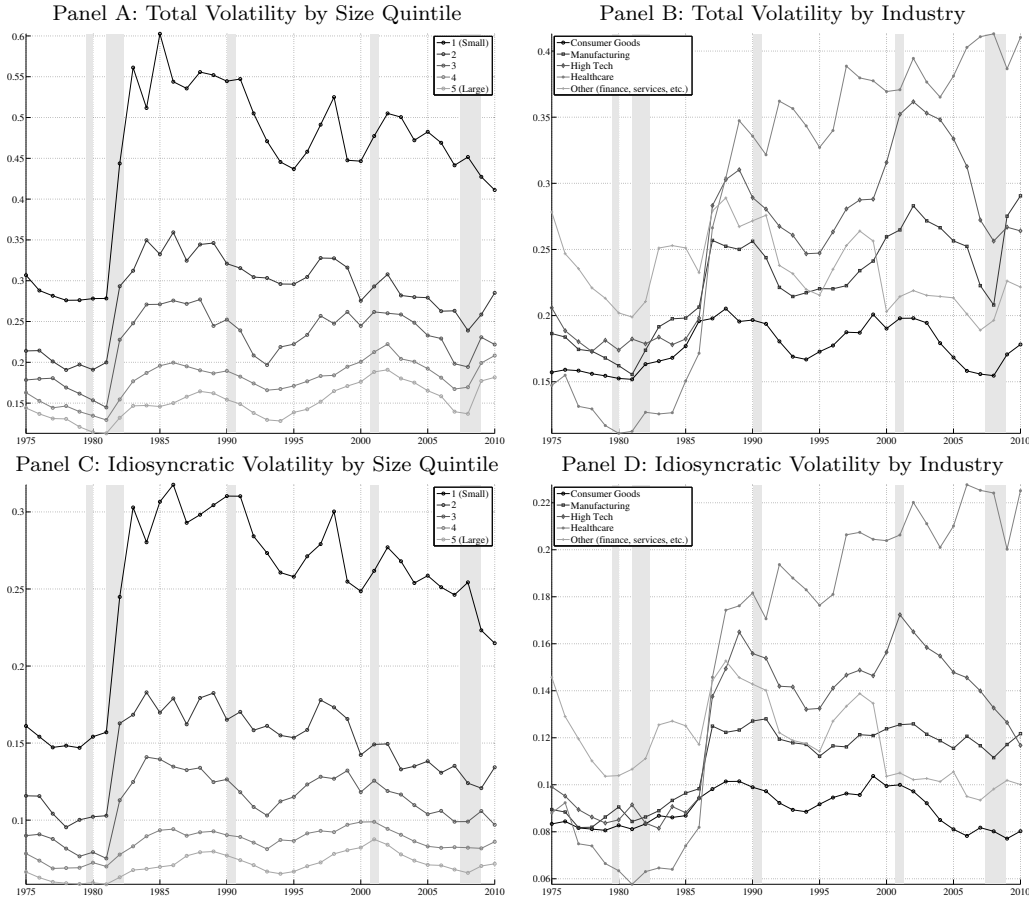 Panel A: Total Volatility by Size Quintile
0.6
0.55
0.5
0.45
0.4
0.35
0.3
0.25
0.2
0.15
1975 1980 1985 1990 1995 2000 2005 2010
1 (Small)
2
3
4
5 (Large)
Panel B: Total Volatility by Industry
0.4
0.35
0.3
0.25
0.2
0.15
1975 1980 1985 1990 1995 2000 2005 2010
Consumer Goods
Manufacturing
High Tech
Healthcare
Other (finance, services, etc.)
Panel C: Idiosyncratic Volatility by Size Quintile
0.3
0.25
0.2
0.15
0.1
1975 1980 1985 1990 1995 2000 2005 2010
1 (Small)
2
3
4
5 (Large)
Panel D: Idiosyncratic Volatility by Industry
0.22
0.2
0.18
0.16
0.14
0.12
0.1
0.08
0.06
1975 1980 1985 1990 1995 2000 2005 2010
Consumer Goods
Manufacturing
High Tech
Healthcare
Other (finance, services, etc.)